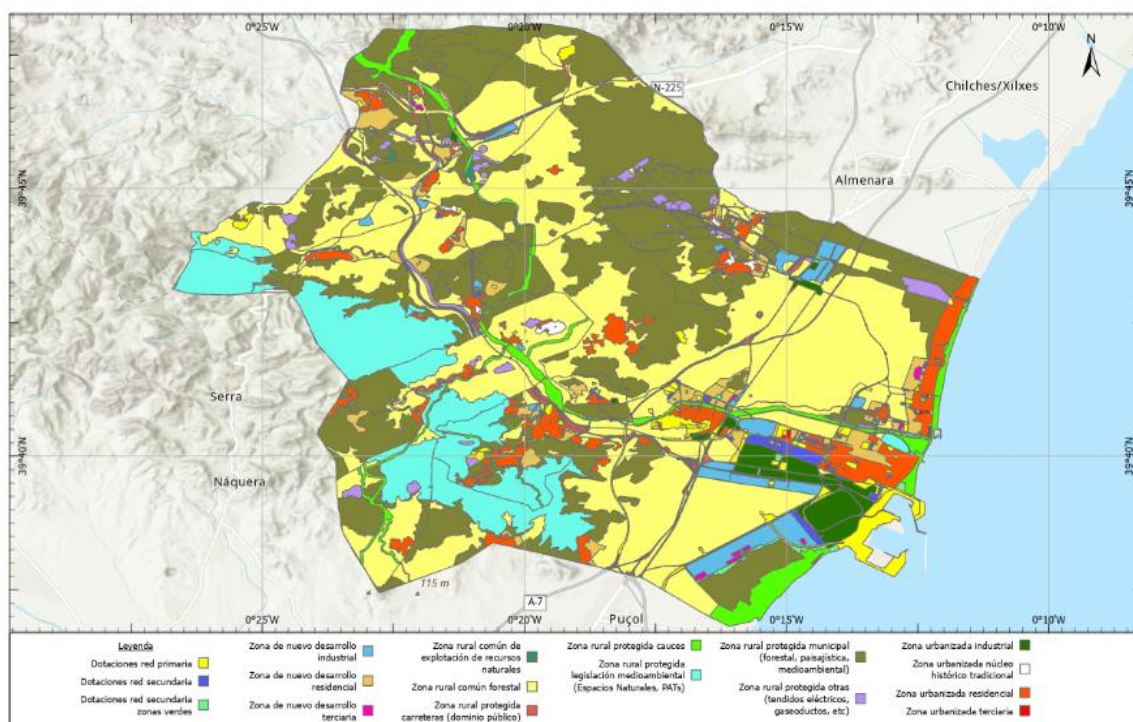 0°25'W
0°20'W
0°15'W
0°10'W
N
Chilches/Xilxes
N-225
39°45'N
Almenara
39°45'N
Serra
39°40'N
39°40'N
Náquera
115 m
A-7
Puçol
0°25'W
0°20'W
0°15'W
0°10'W
Leyenda
Dotaciones red primaria
Dotaciones red secundaria
Dotaciones red secundaria
zonas verdes
Zona de nuevo desarrollo
industrial
Zona de nuevo desarrollo
residencial
Zona de nuevo desarrollo
terciaria
Zona rural común de
explotación de recursos
naturales
Zona rural común forestal
Zona rural protegida
carreteras (dominio público)
Zona rural protegida cauces
Zona rural protegida
legislación medioambiental
(Espacios Naturales, PATs)
Zona rural protegida municipal
(forestal, paisajística,
medioambiental)
Zona rural protegida otras
(tendidos eléctricos,
gaseoductos, etc)
Zona urbanizada industrial
Zona urbanizada núcleo
histórico tradicional
Zona urbanizada residencial
Zona urbanizada terciaria